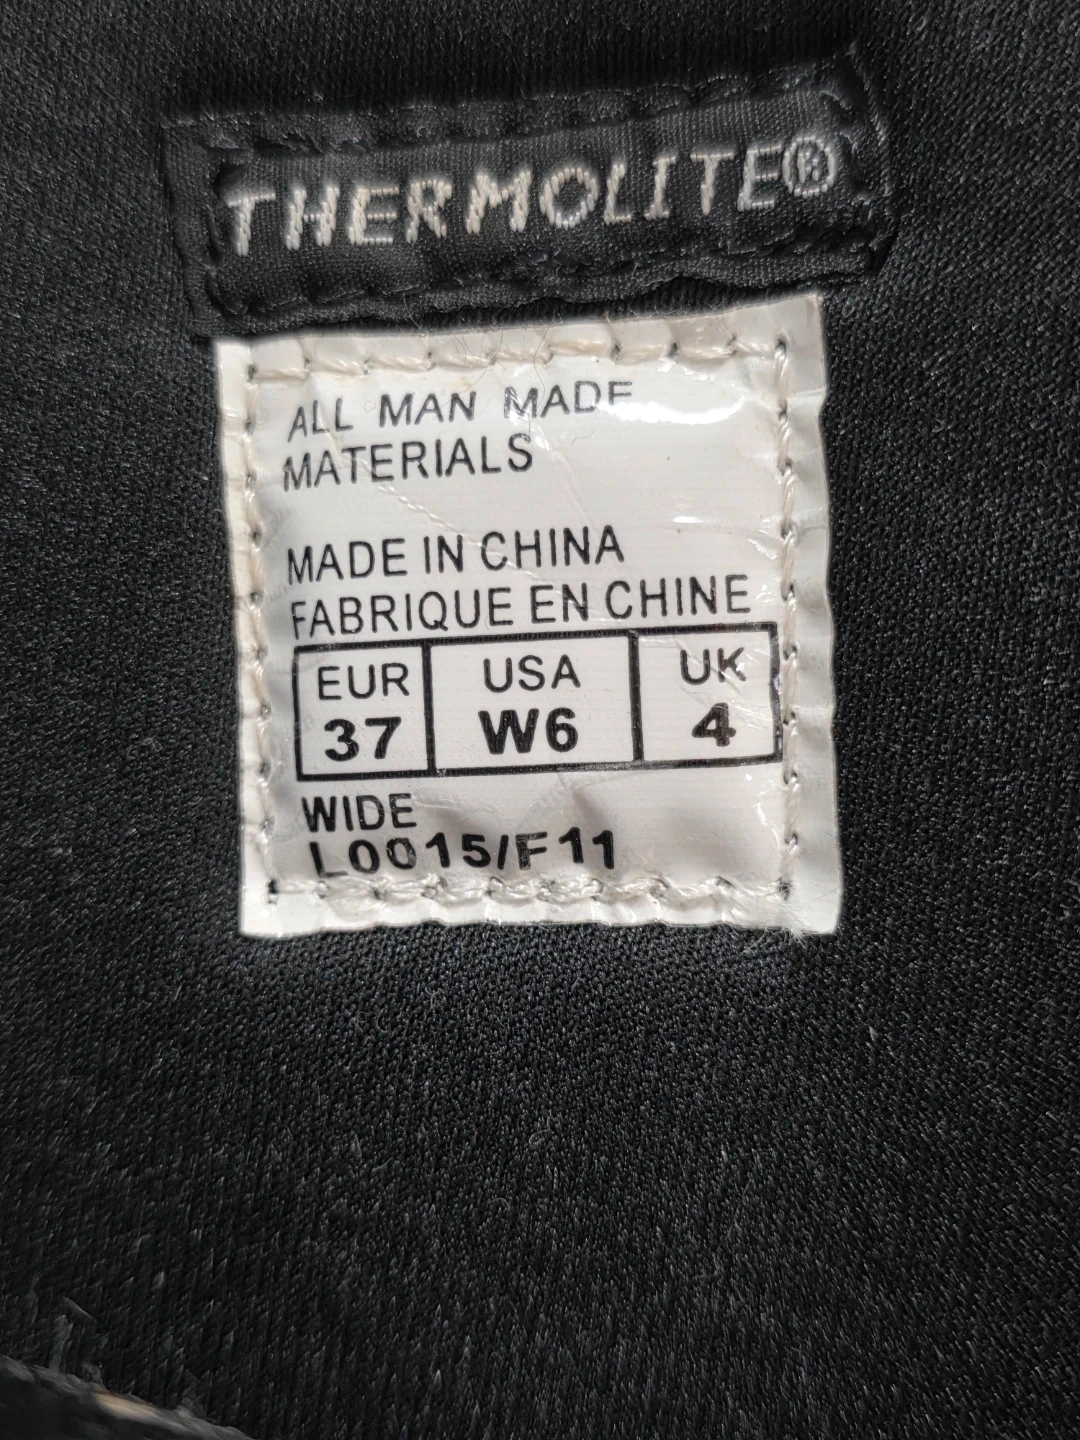 THERMOLITE®
ALL MAN MADE
MATERIALS
MADE IN CHINA
FABRIQUE EN CHINE
EUR USA UK
37 W6 4
WIDE
L0015/F11